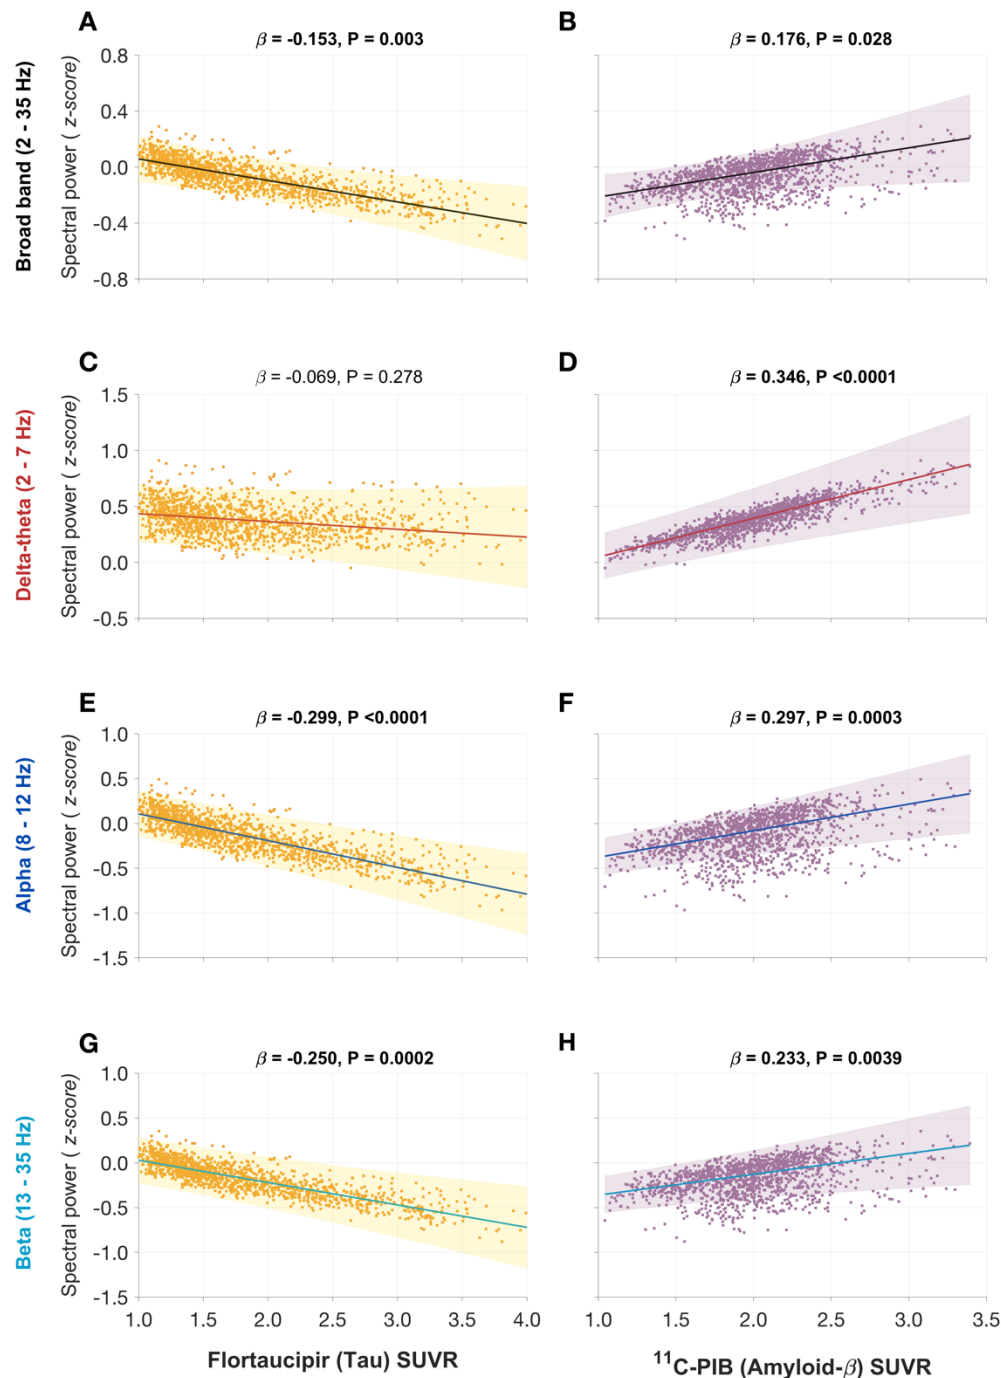 A
B
β = -0.153, P = 0.003
β = 0.176, P = 0.028
Broad band (2 - 35 Hz)
Spectral power ( z-score)
0.8
0.4
0.0
-0.4
-0.8
C
D
β = -0.069, P = 0.278
β = 0.346, P <0.0001
Delta-theta (2 - 7 Hz)
Spectral power ( z-score)
1.5
1.0
0.5
0.0
-0.5
E
F
β = -0.299, P <0.0001
β = 0.297, P = 0.0003
Alpha (8 - 12 Hz)
Spectral power ( z-score)
1.0
0.5
0.0
-0.5
-1.0
-1.5
G
H
β = -0.250, P = 0.0002
β = 0.233, P = 0.0039
Beta (13 - 35 Hz)
Spectral power ( z-score)
1.0
0.5
0.0
-0.5
-1.0
-1.5
1.0 1.5 2.0 2.5 3.0 3.5 4.0
1.0 1.5 2.0 2.5 3.0 3.5
Flortaucipir (Tau) SUVR
¹¹C-PIB (Amyloid-β) SUVR